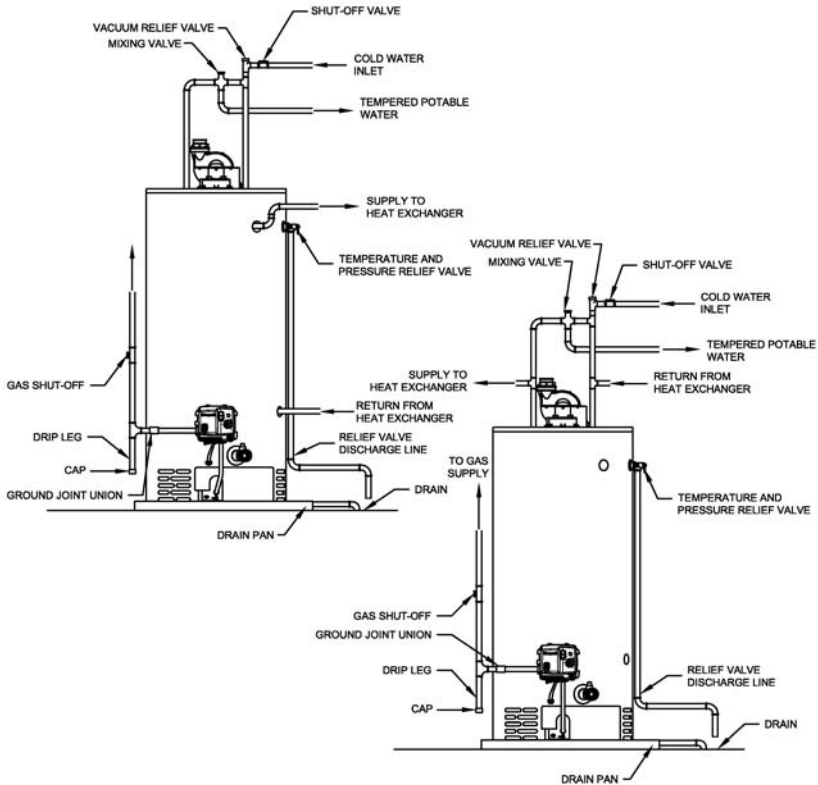 SHUT-OFF VALVE
VACUUM RELIEF VALVE
MIXING VALVE
COLD WATER
INLET
TEMPERED POTABLE
WATER
SUPPLY TO
HEAT EXCHANGER
TEMPERATURE AND
PRESSURE RELIEF VALVE
GAS SHUT-OFF
RETURN FROM
HEAT EXCHANGER
DRIP LEG
RELIEF VALVE
DISCHARGE LINE
CAP
GROUND JOINT UNION
DRAIN
DRAIN PAN
VACUUM RELIEF VALVE
MIXING VALVE
SHUT-OFF VALVE
COLD WATER
INLET
TEMPERED POTABLE
WATER
SUPPLY TO
HEAT EXCHANGER
RETURN FROM
HEAT EXCHANGER
TO GAS
SUPPLY
TEMPERATURE AND
PRESSURE RELIEF VALVE
GAS SHUT-OFF
GROUND JOINT UNION
DRIP LEG
RELIEF VALVE
DISCHARGE LINE
CAP
DRAIN
DRAIN PAN